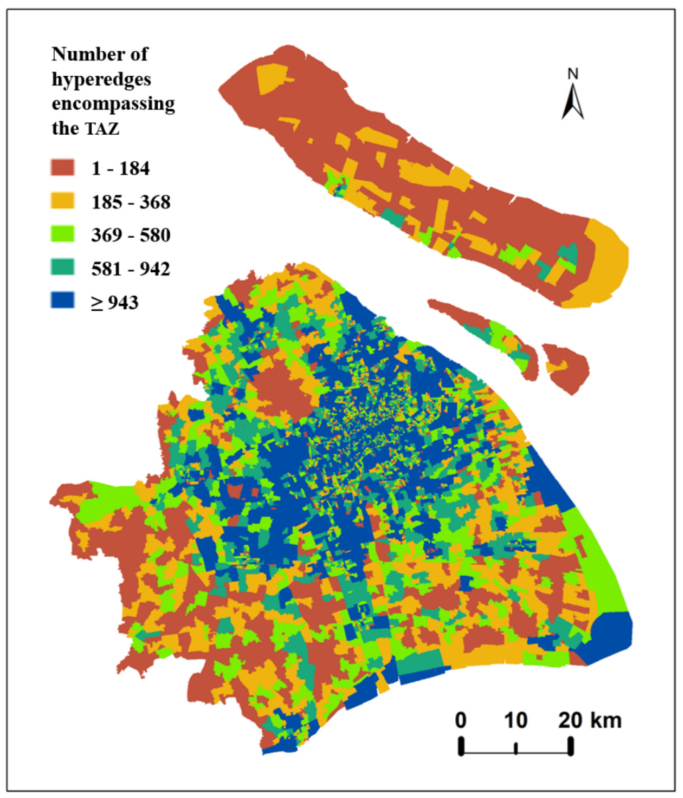 Number of
hyperedges
encompassing
the TAZ
1 - 184
185 - 368
369 - 580
581 - 942
≥ 943
N
0 10 20 km